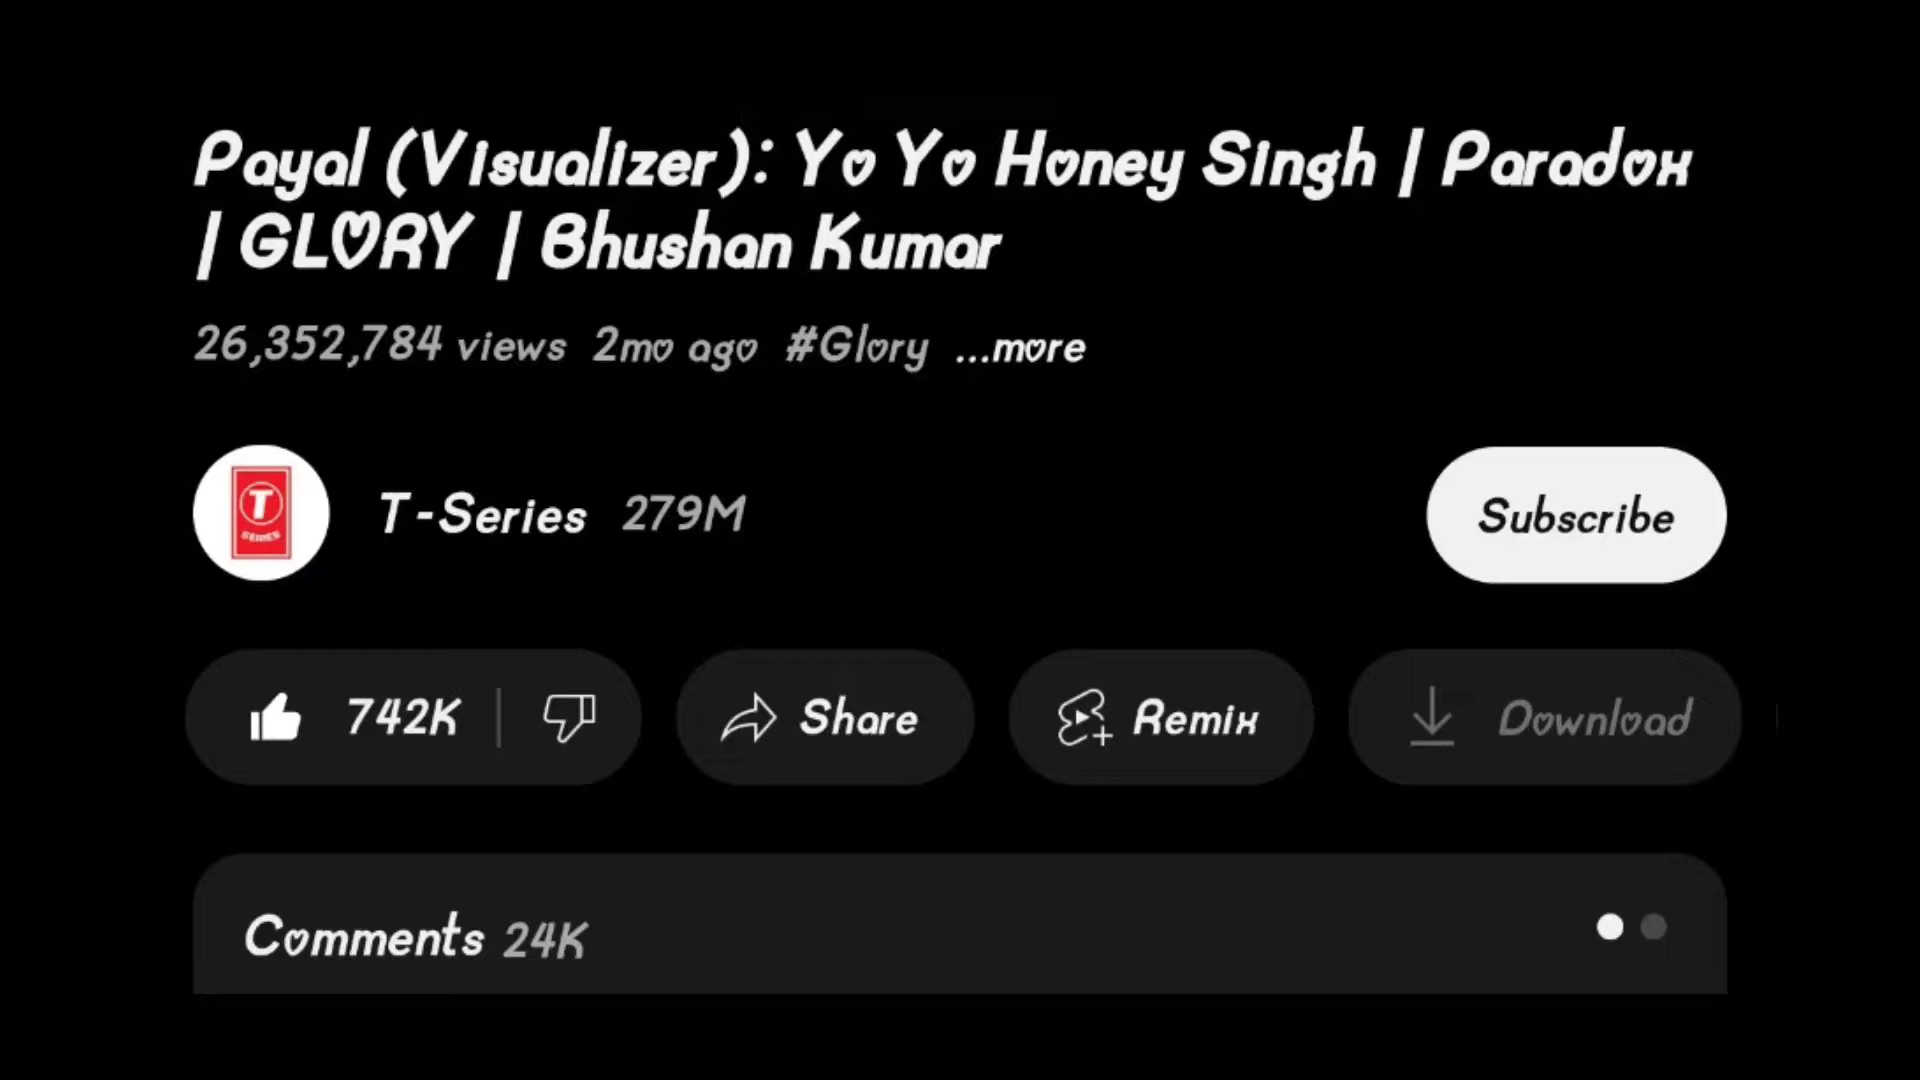 Payal (Visualizer): Yo Yo Honey Singh | Paradox
| GLORY | Bhushan Kumar
26,352,784 views 2mo ago #Glory ...more
T SERIES
T-Series 279M
Subscribe
742K
Share
Remix
Download
Comments 24K